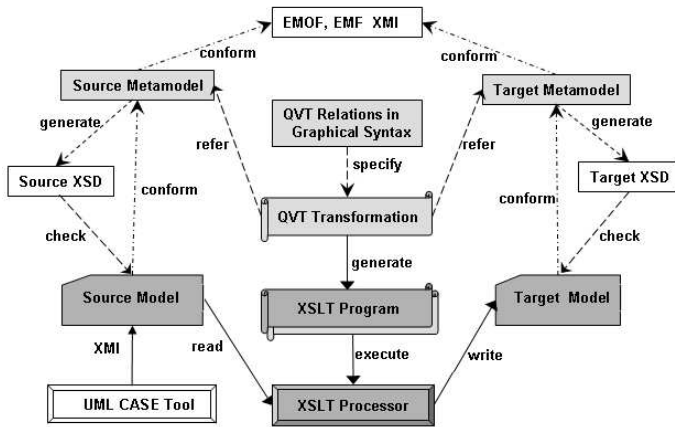 EMOF, EMF XMI
conform
conform
Source Metamodel
Target Metamodel
QVT Relations in
Graphical Syntax
generate
generate
refer
specify
refer
Source XSD
Target XSD
conform
conform
QVT Transformation
check
check
generate
Source Model
XSLT Program
Target Model
XMI
read
execute
write
UML CASE Tool
XSLT Processor